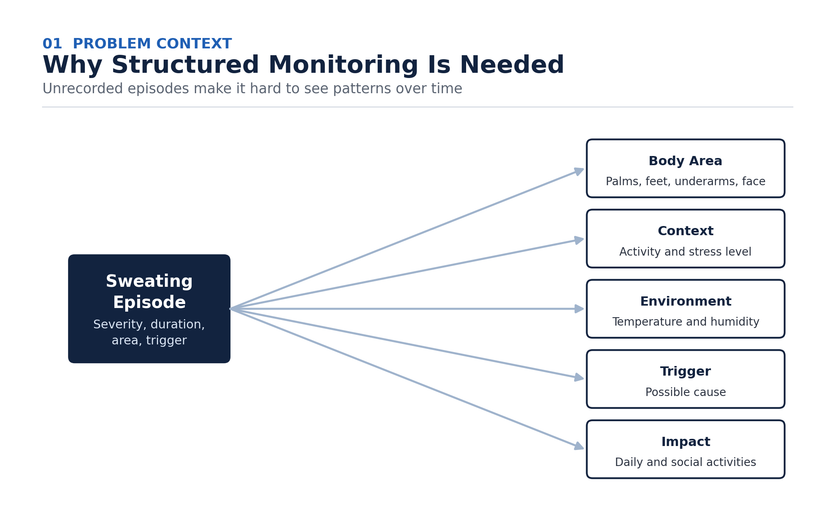 01  PROBLEM CONTEXT
Why Structured Monitoring Is Needed
Unrecorded episodes make it hard to see patterns over time
Sweating
Episode
Severity, duration,
area, trigger
Body Area
Palms, feet, underarms, face
Context
Activity and stress level
Environment
Temperature and humidity
Trigger
Possible cause
Impact
Daily and social activities